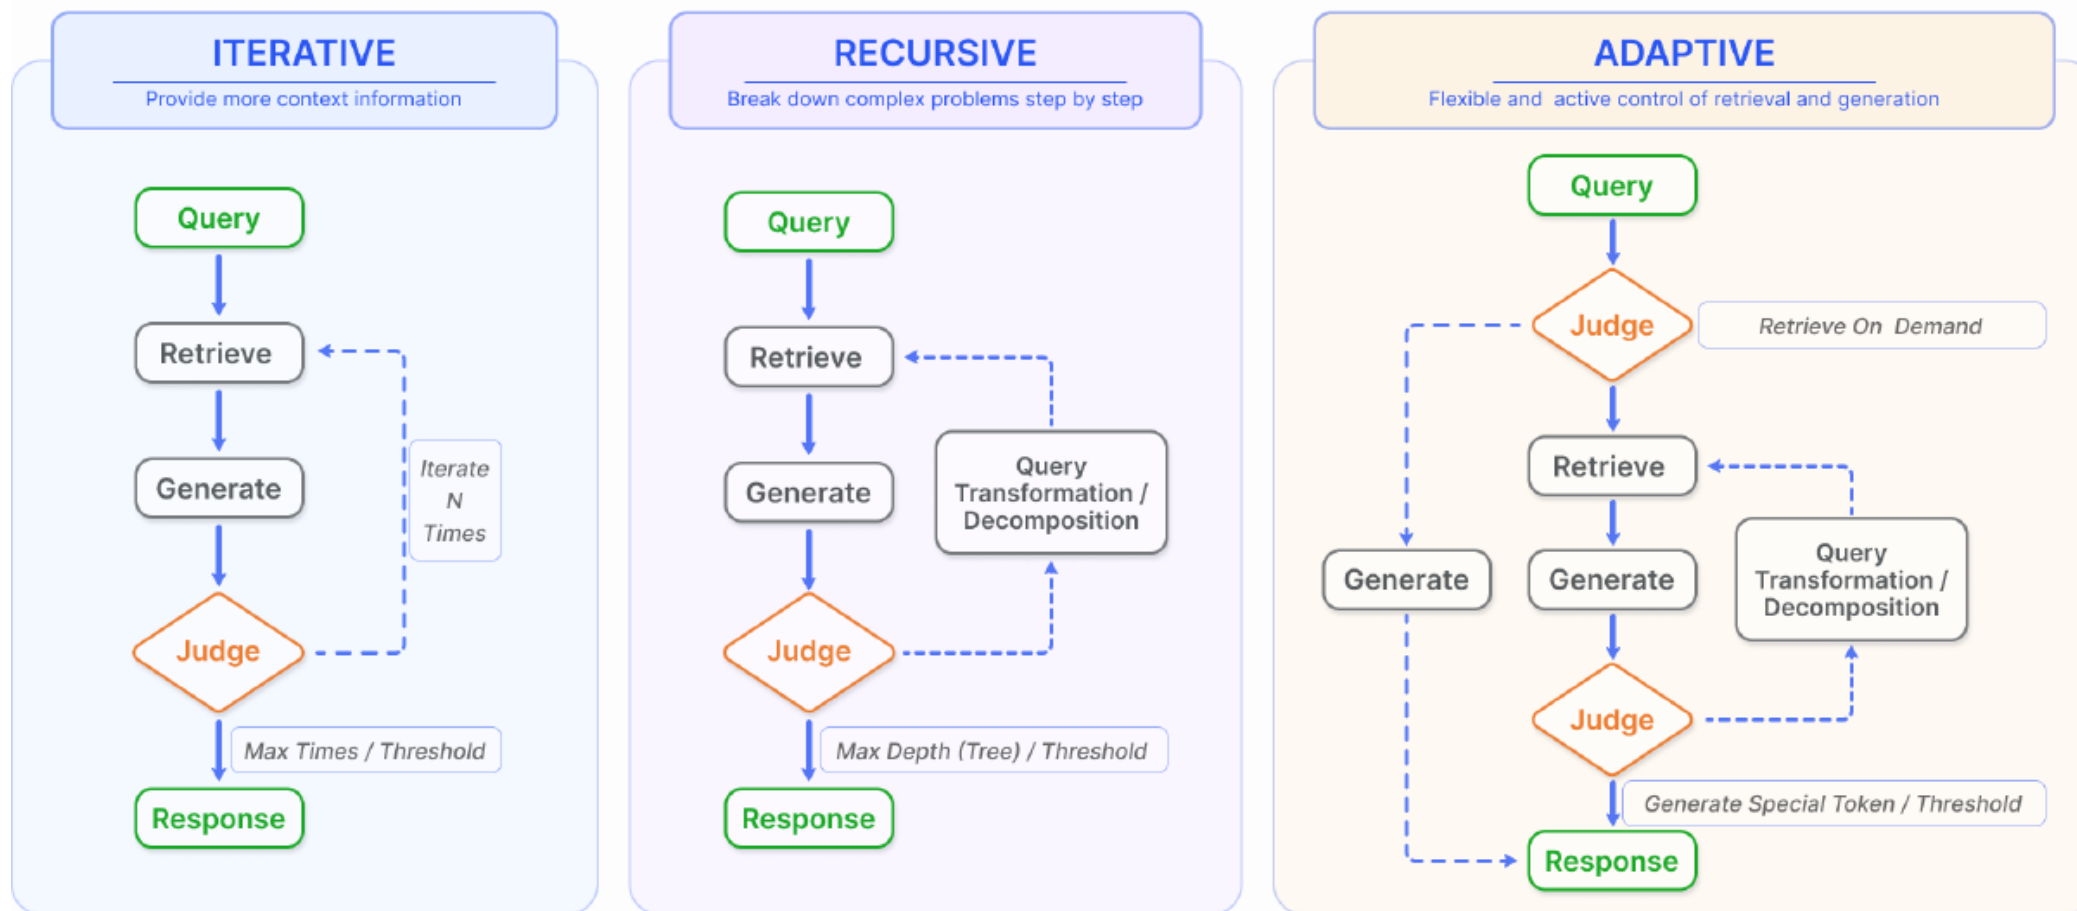 ITERATIVE
Provide more context information
Query
Retrieve
Generate
Iterate
N
Times
Judge
Max Times / Threshold
Response
RECURSIVE
Break down complex problems step by step
Query
Retrieve
Generate
Query
Transformation /
Decomposition
Judge
Max Depth (Tree) / Threshold
Response
ADAPTIVE
Flexible and active control of retrieval and generation
Query
Judge
Retrieve On Demand
Retrieve
Generate
Generate
Query
Transformation /
Decomposition
Judge
Generate Special Token / Threshold
Response